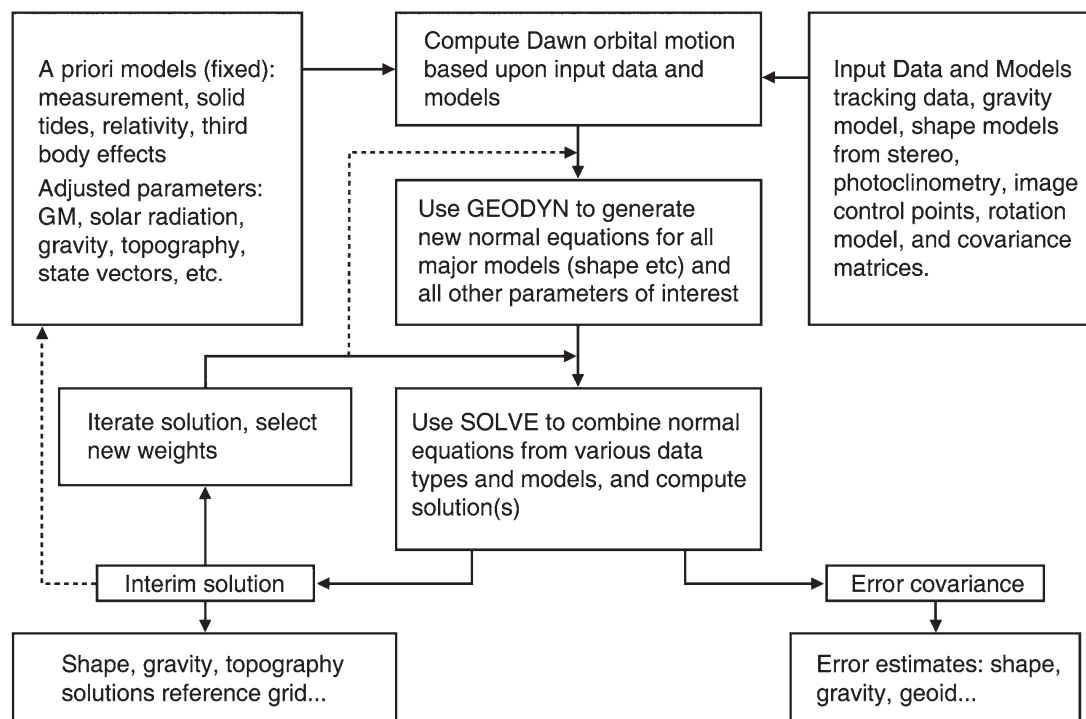 A priori models (fixed):
measurement, solid
tides, relativity, third
body effects
Adjusted parameters:
GM, solar radiation,
gravity, topography,
state vectors, etc.
Compute Dawn orbital motion
based upon input data and
models
Input Data and Models
tracking data, gravity
model, shape models
from stereo,
photoclinometry, image
control points, rotation
model, and covariance
matrices.
Use GEODYN to generate
new normal equations for all
major models (shape etc) and
all other parameters of interest
Iterate solution, select
new weights
Use SOLVE to combine normal
equations from various data
types and models, and compute
solution(s)
Interim solution
Error covariance
Shape, gravity, topography
solutions reference grid...
Error estimates: shape,
gravity, geoid...